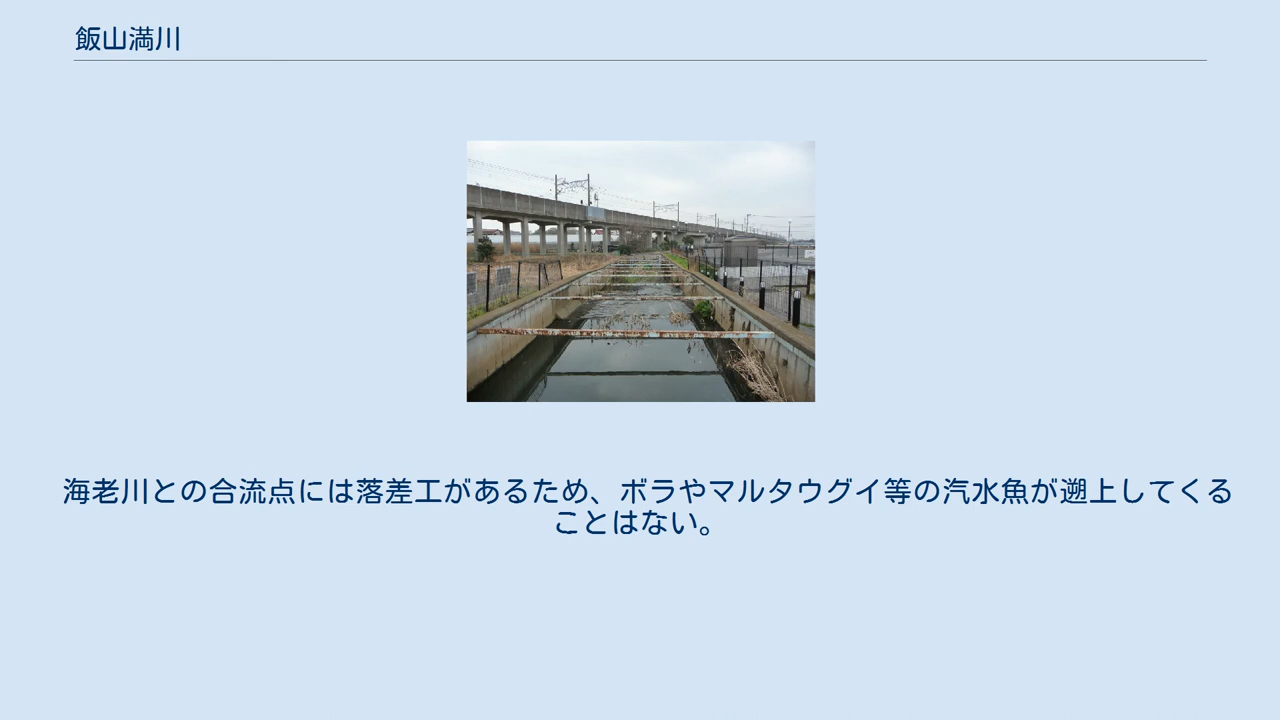 飯山満川
海老川との合流点には落差工があるため、ボラやマルタウグイ等の汽水魚が遡上してくる
ことはない。